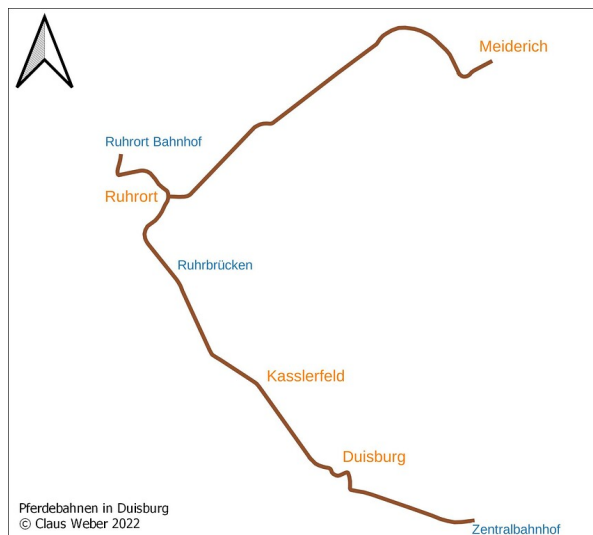 Meiderich
Ruhrort Bahnhof
Ruhrort
Ruhrbrücken
Kasslerfeld
Duisburg
Pferdebahnen in Duisburg
© Claus Weber 2022
Zentralbahnhof